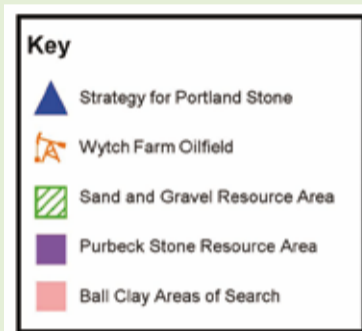 Key
Strategy for Portland Stone
Wytch Farm Oilfield
Sand and Gravel Resource Area
Purbeck Stone Resource Area
Ball Clay Areas of Search